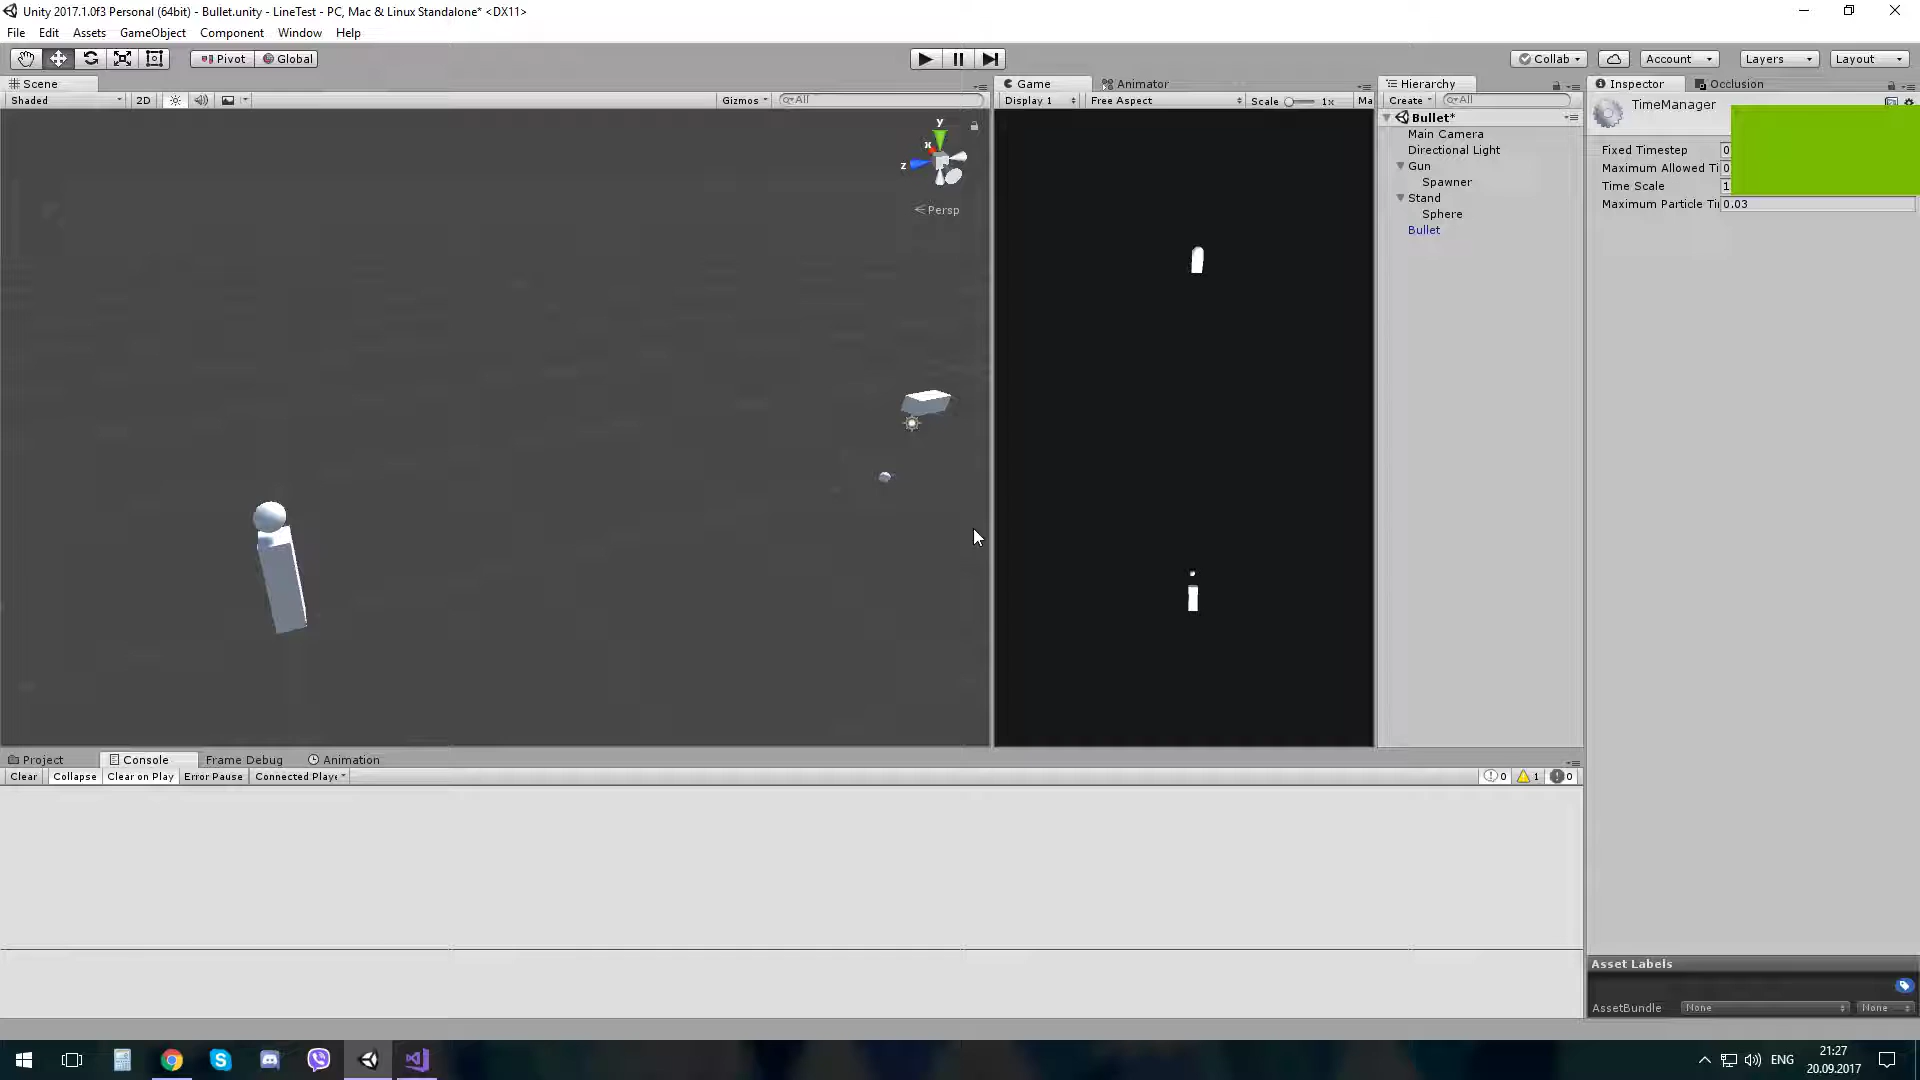 Unity 2017.1.0f3 Personal (64bit) - Bullet.unity - LineTest - PC, Mac & Linux Standalone* <DX11>
File Edit Assets GameObject Component Window Help
Pivot Global Collab Account Layers Layout
Scene Game Animator Hierarchy Inspector Occlusion
Shaded 2D Gizmos All Display 1 Free Aspect Scale 1x Ma Create All
TimeManager
Bullet*
Main Camera
Directional Light
Gun
Spawner
Stand
Sphere
Bullet
Fixed Timestep 0
Maximum Allowed Ti 0
Time Scale 1
Maximum Particle Ti 0.03
y
x
z
Persp
Project Console Frame Debug Animation
Clear Collapse Clear on Play Error Pause Connected Playe 0 1 0
Asset Labels
AssetBundle None None
ENG
21:27
20.09.2017